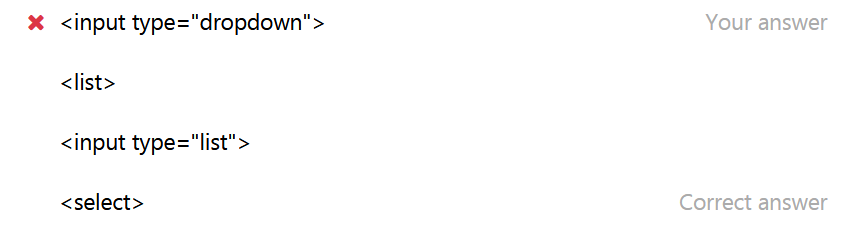 <input type="dropdown"> Your answer
<list>
<input type="list">
<select> Correct answer